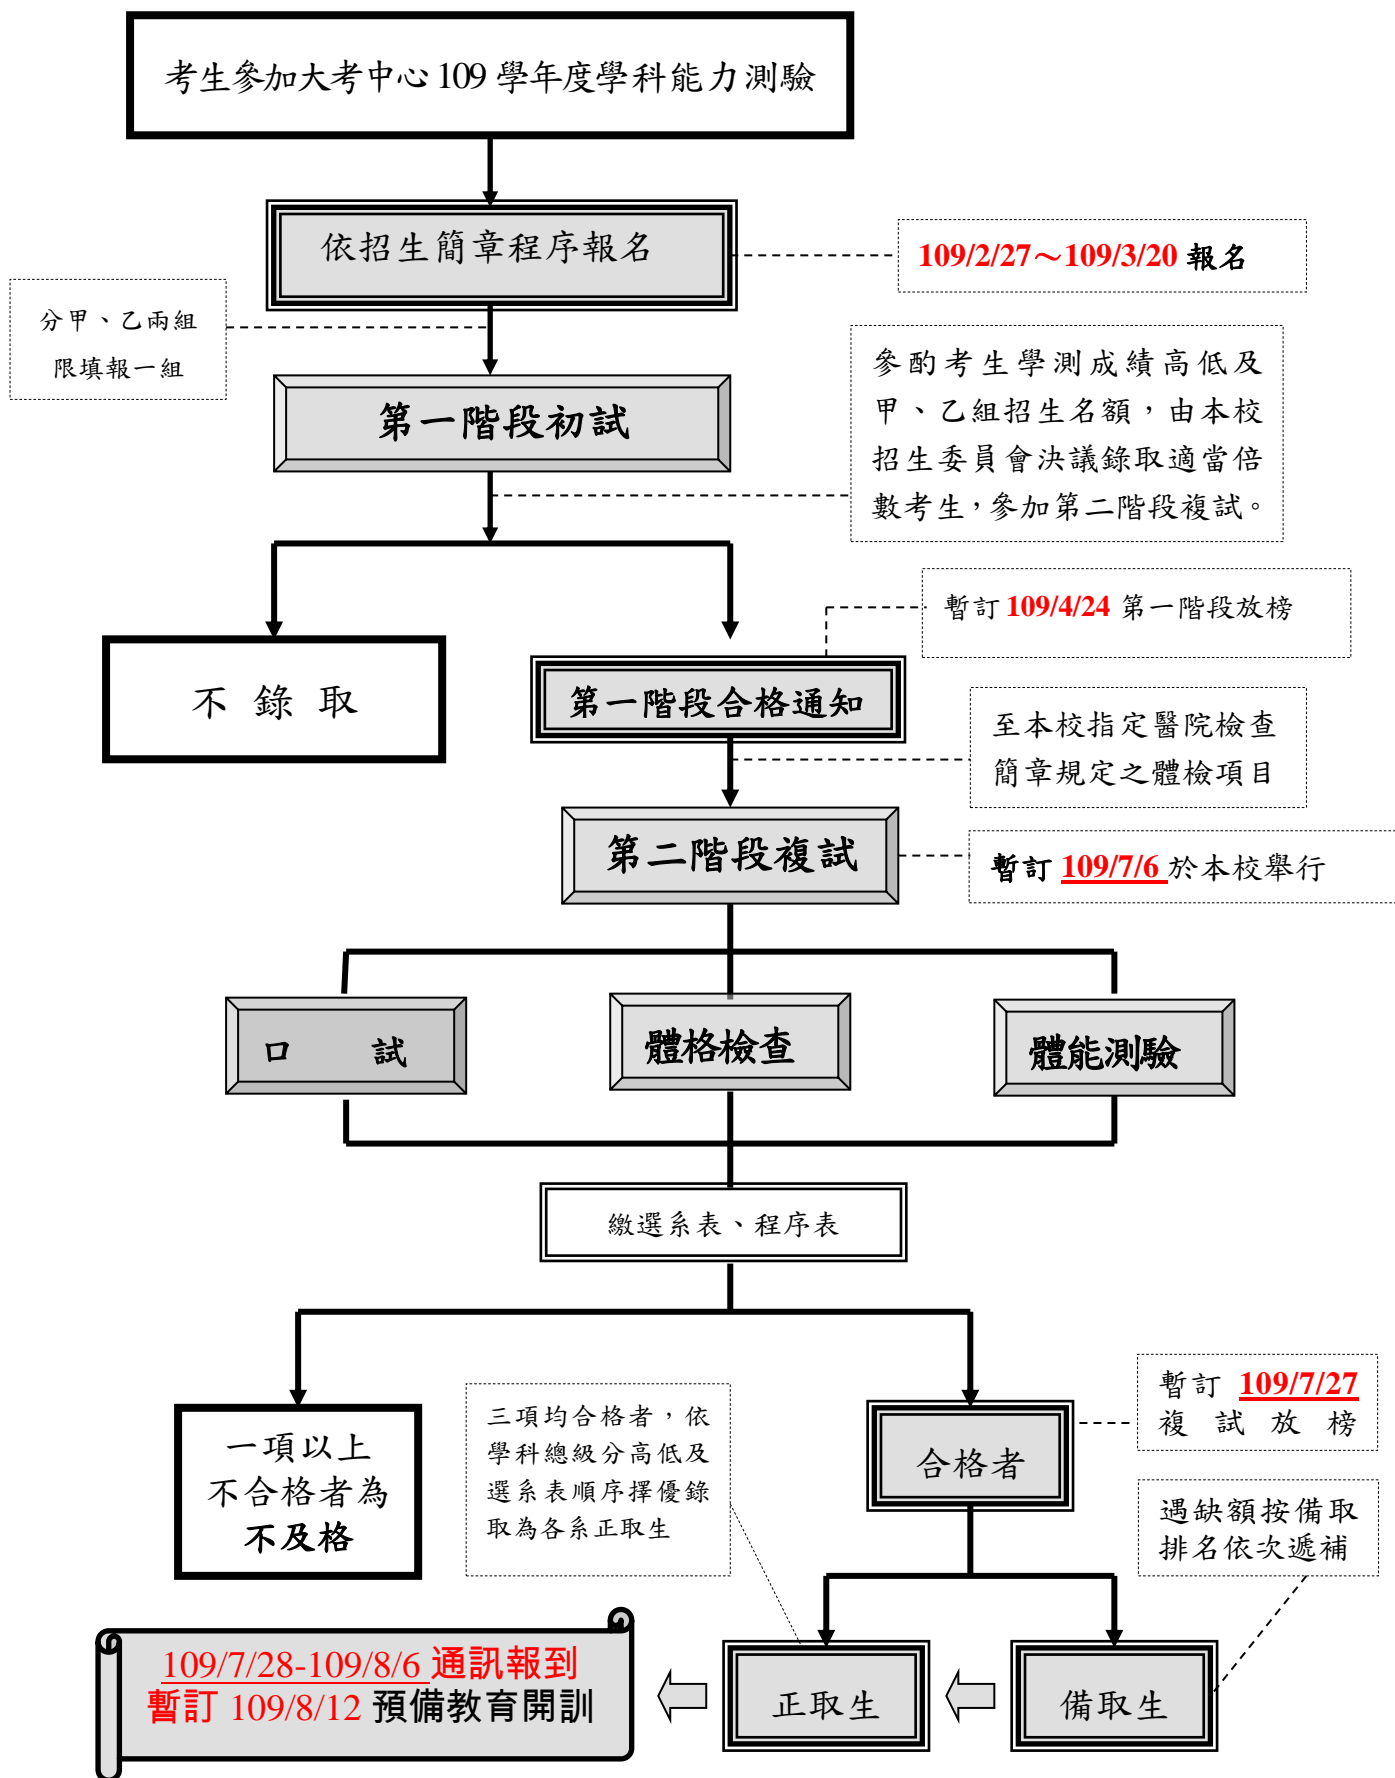 考生參加大考中心 109 學年度學科能力測驗
依招生簡章程序報名
109/2/27～109/3/20 報名
分甲、乙兩組
限填報一組
參酌考生學測成績高低及
甲、乙組招生名額，由本校
招生委員會決議錄取適當倍
數考生，參加第二階段複試。
第一階段初試
暫訂 109/4/24 第一階段放榜
不 錄 取
第一階段合格通知
至本校指定醫院檢查
簡章規定之體檢項目
第二階段複試
暫訂 109/7/6 於本校舉行
口 試
體格檢查
體能測驗
繳選系表、程序表
一項以上
不合格者為
不及格
三項均合格者，依
學科總級分高低及
選系表順序擇優錄
取為各系正取生
合格者
暫訂 109/7/27
複 試 放 榜
遇缺額按備取
排名依次遞補
109/7/28-109/8/6 通訊報到
暫訂 109/8/12 預備教育開訓
正取生
備取生